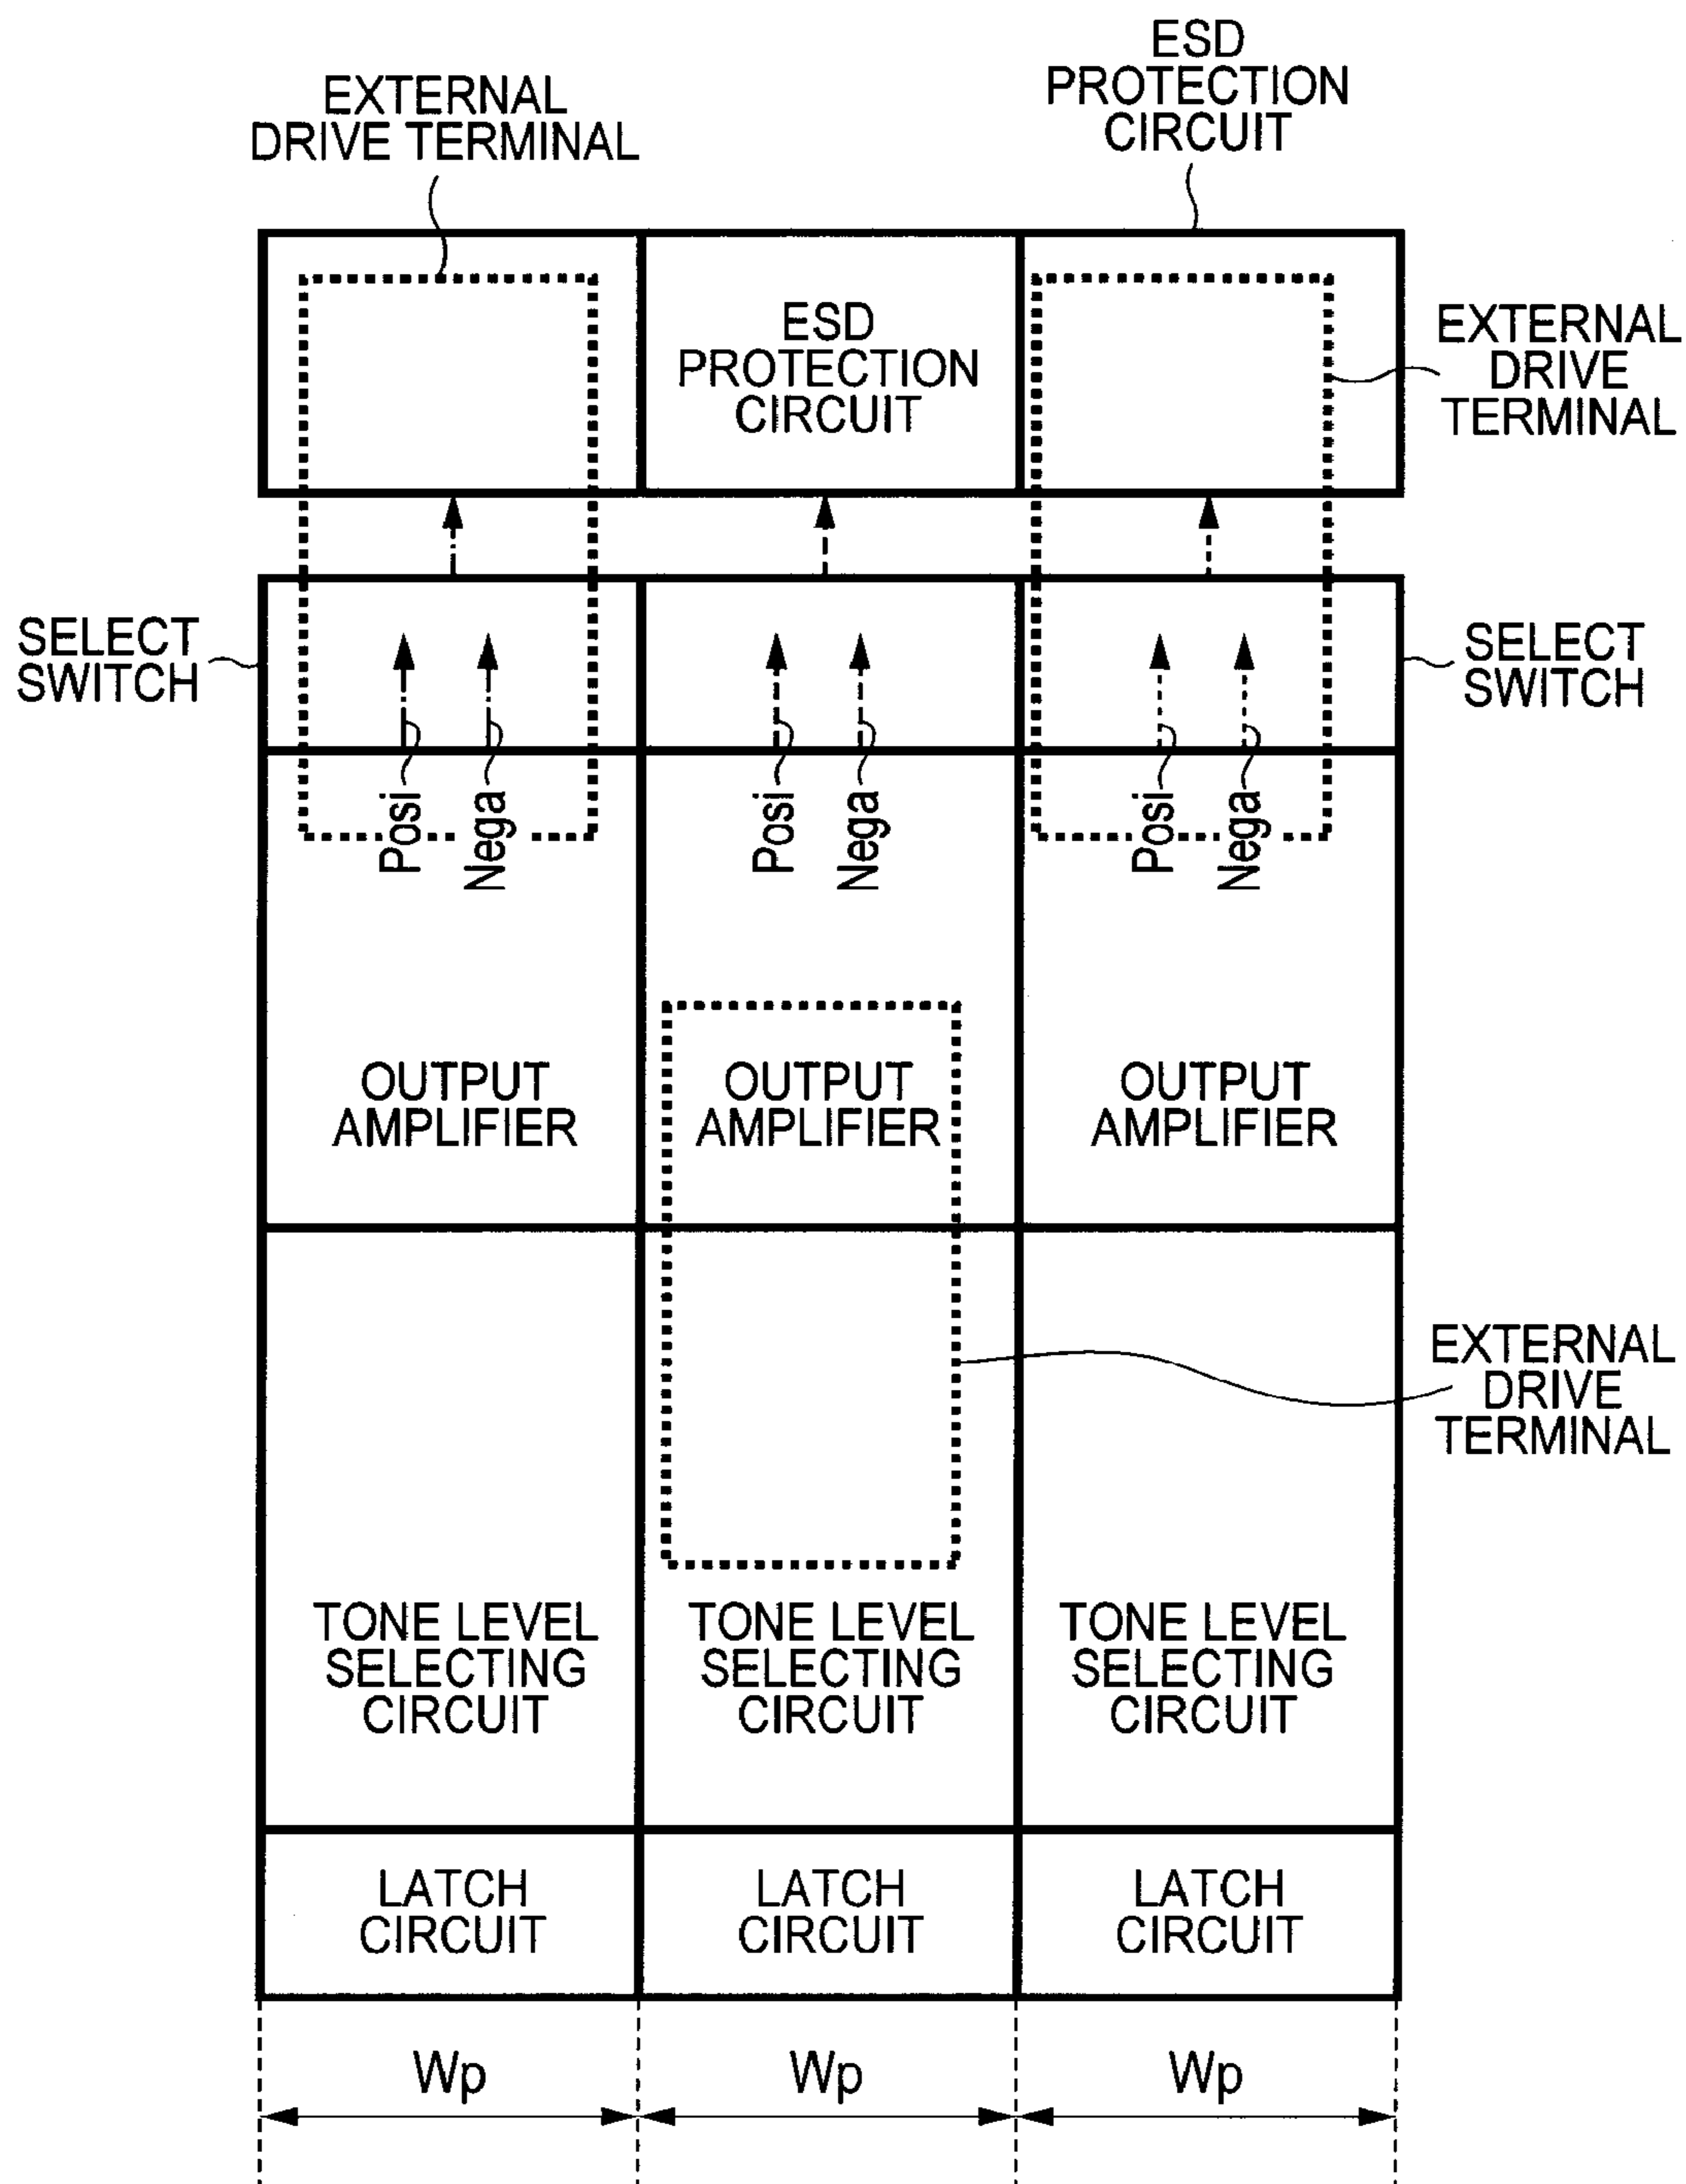 ESD
PROTECTION
CIRCUIT
EXTERNAL
DRIVE TERMINAL
ESD
PROTECTION
CIRCUIT
EXTERNAL
DRIVE
TERMINAL
SELECT
SWITCH
SELECT
SWITCH
Posi
Nega
Posi
Nega
Posi
Nega
OUTPUT
AMPLIFIER
OUTPUT
AMPLIFIER
OUTPUT
AMPLIFIER
EXTERNAL
DRIVE
TERMINAL
TONE LEVEL
SELECTING
CIRCUIT
TONE LEVEL
SELECTING
CIRCUIT
TONE LEVEL
SELECTING
CIRCUIT
LATCH
CIRCUIT
LATCH
CIRCUIT
LATCH
CIRCUIT
Wp
Wp
Wp